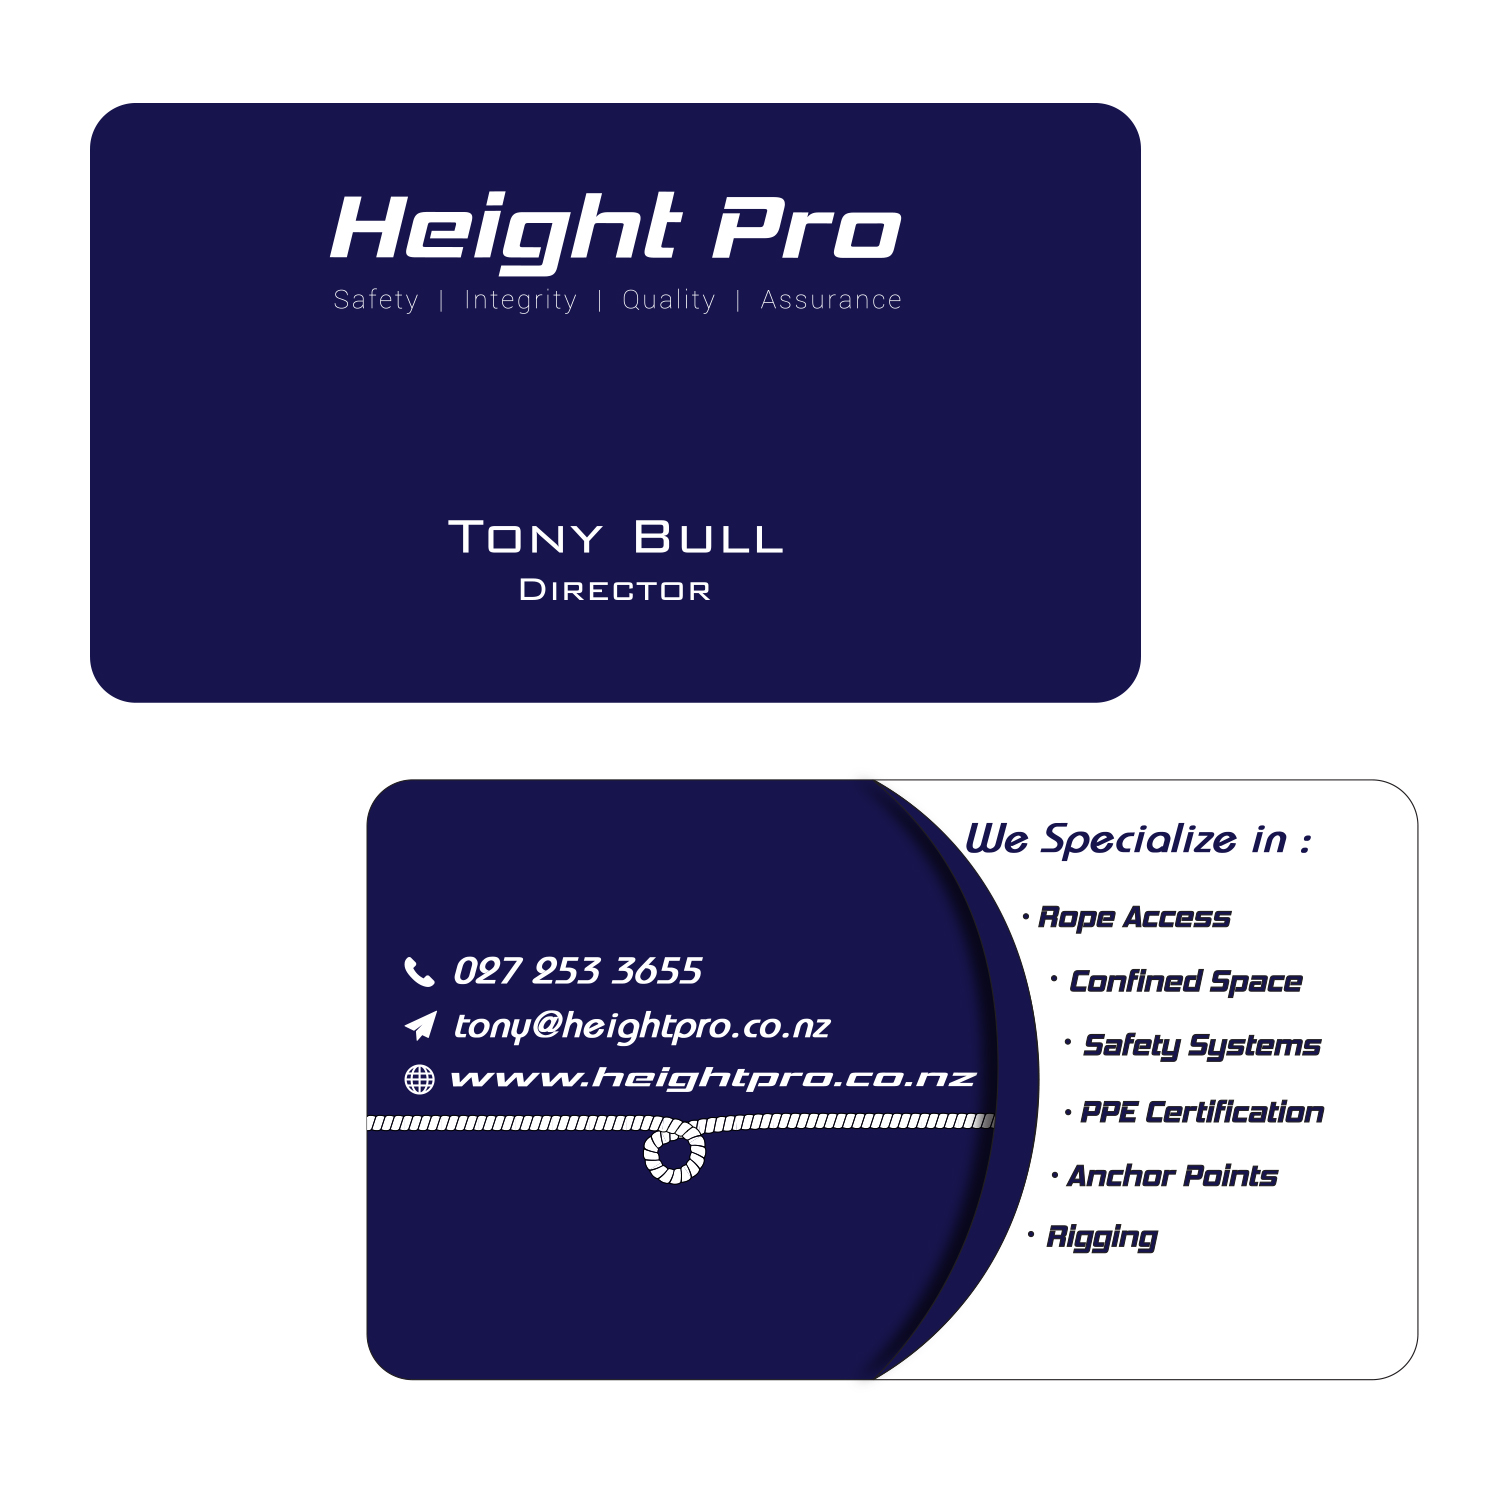 Height Pro
Safety | Integrity | Quality | Assurance
Tony Bull
Director
027 253 3655
tony@heightpro.co.nz
www.heightpro.co.nz
We Specialize in :
· Rope Access
· Confined Space
· Safety Systems
· PPE Certification
· Anchor Points
· Rigging